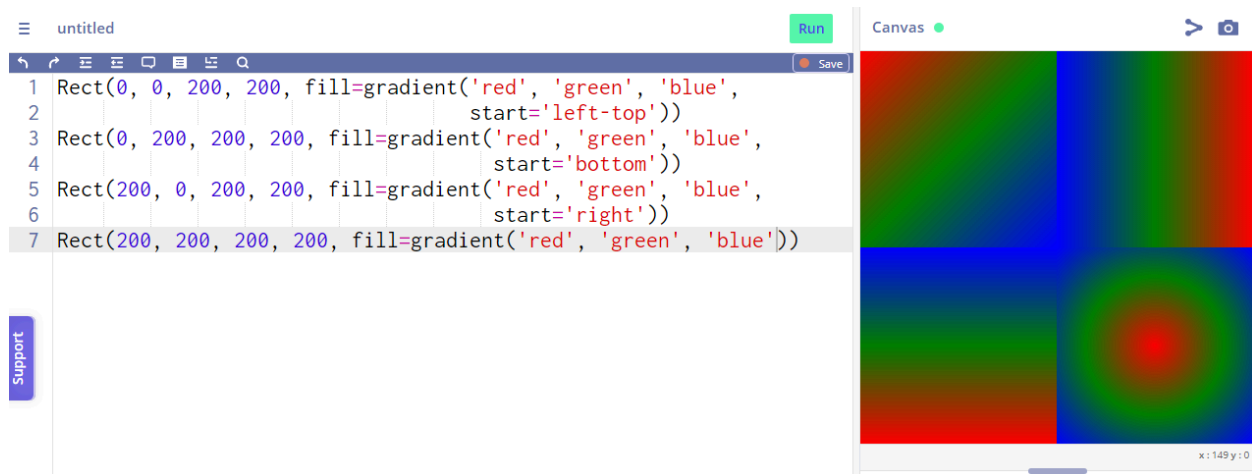 untitled
Run
Canvas
Save
1 Rect(0, 0, 200, 200, fill=gradient('red', 'green', 'blue',
2 start='left-top'))
3 Rect(0, 200, 200, 200, fill=gradient('red', 'green', 'blue',
4 start='bottom'))
5 Rect(200, 0, 200, 200, fill=gradient('red', 'green', 'blue',
6 start='right'))
7 Rect(200, 200, 200, 200, fill=gradient('red', 'green', 'blue'))
Support
x : 149 y : 0